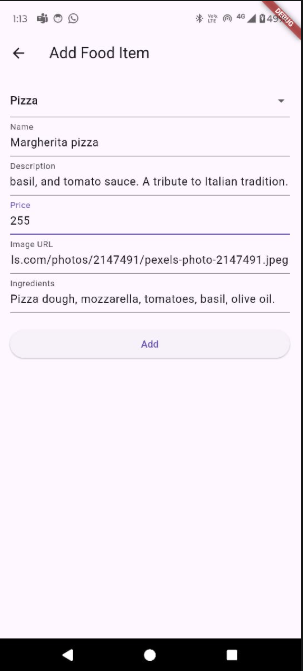 1:13
4G
49
DEBUG
Add Food Item
Pizza
Name
Margherita pizza
Description
basil, and tomato sauce. A tribute to Italian tradition.
Price
255
Image URL
ls.com/photos/2147491/pexels-photo-2147491.jpeg
Ingredients
Pizza dough, mozzarella, tomatoes, basil, olive oil.
Add